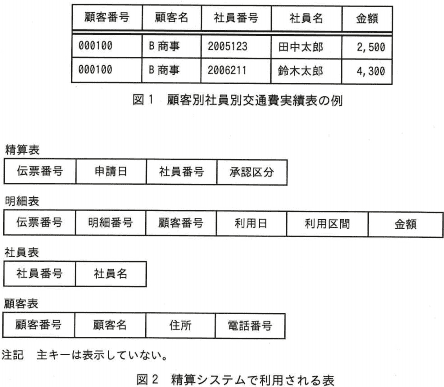 顧客番号 顧客名 社員番号 社員名 金額
000100 B商事 2005123 田中太郎 2,500
000100 B商事 2006211 鈴木太郎 4,300
図1 顧客別社員別交通費実績表の例
精算表
伝票番号 申請日 社員番号 承認区分
明細表
伝票番号 明細番号 顧客番号 利用日 利用区間 金額
社員表
社員番号 社員名
顧客表
顧客番号 顧客名 住所 電話番号
注記 主キーは表示していない。
図2 精算システムで利用される表